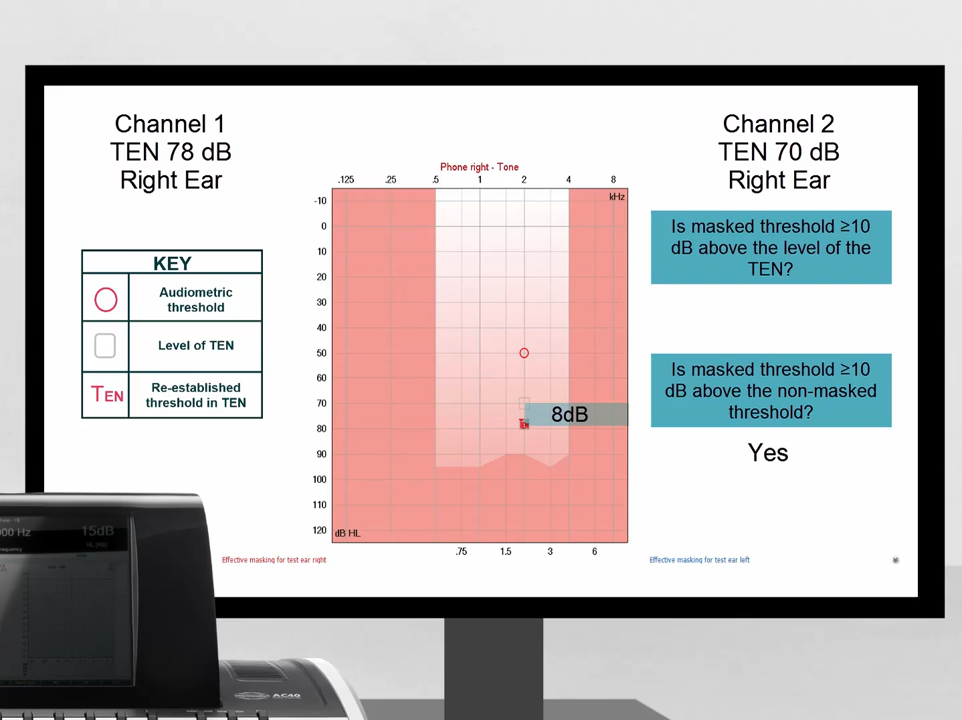 Channel 1
TEN 78 dB
Right Ear
Channel 2
TEN 70 dB
Right Ear
Phone right - Tone
.125 .25 .5 1 2 4 8
kHz
-10
0
10
20
30
40
50
60
70
80
90
100
110
120
dB HL
.75 1.5 3 6
8dB
TEN
KEY
Audiometric
threshold
Level of TEN
TEN
Re-established
threshold in TEN
Is masked threshold ≥10
dB above the level of the
TEN?
Is masked threshold ≥10
dB above the non-masked
threshold?
Yes
Effective masking for test ear right
Effective masking for test ear left
000 Hz
15dB
AC40